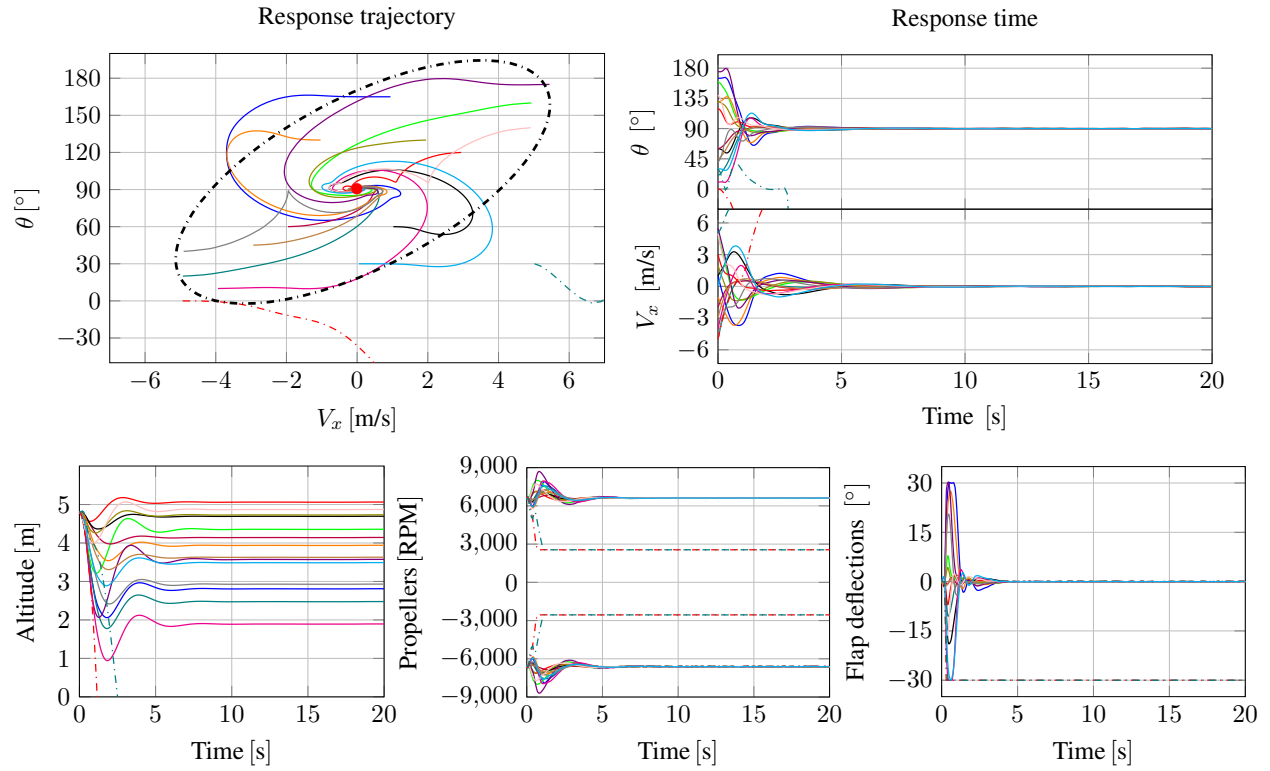 Response trajectory
Response time
180
150
120
90
60
30
0
−30
θ [°]
−6 −4 −2 0 2 4 6
V_x [m/s]
180
135
90
45
0
θ [°]
6
3
0
−3
−6
V_x [m/s]
0 5 10 15 20
Time [s]
5
4
3
2
1
0
Altitude [m]
0 5 10 15 20
Time [s]
9,000
6,000
3,000
0
−3,000
−6,000
−9,000
Propellers [RPM]
0 5 10 15 20
Time [s]
30
15
0
−15
−30
Flap deflections [°]
0 5 10 15 20
Time [s]